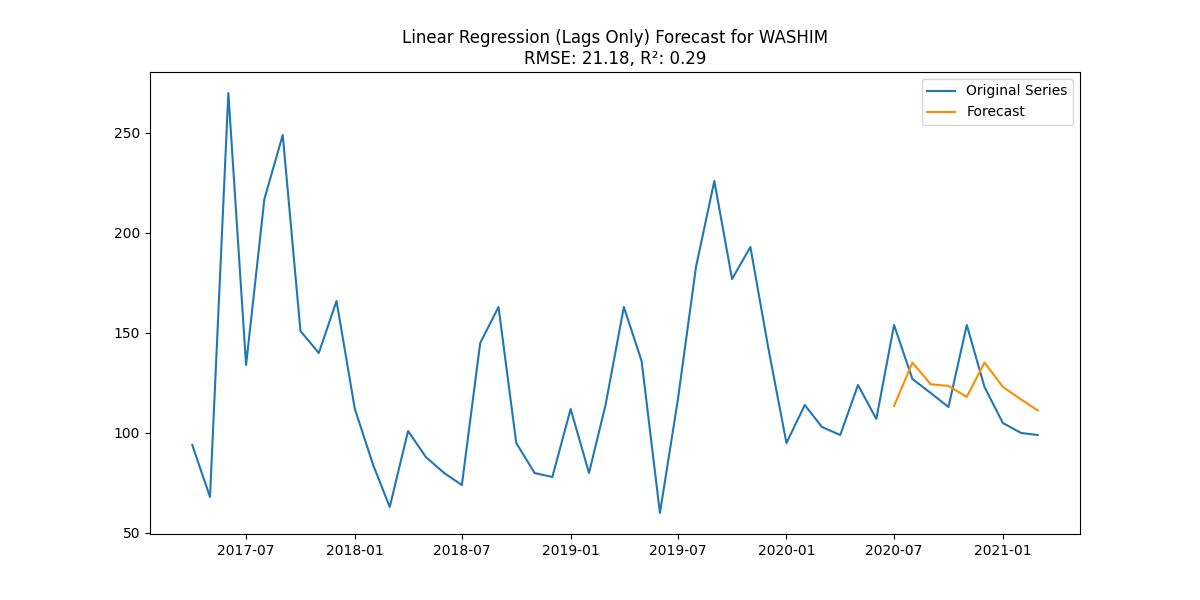 Linear Regression (Lags Only) Forecast for WASHIM
RMSE: 21.18, R²: 0.29
Original Series
Forecast
250
200
150
100
50
2017-07 2018-01 2018-07 2019-01 2019-07 2020-01 2020-07 2021-01